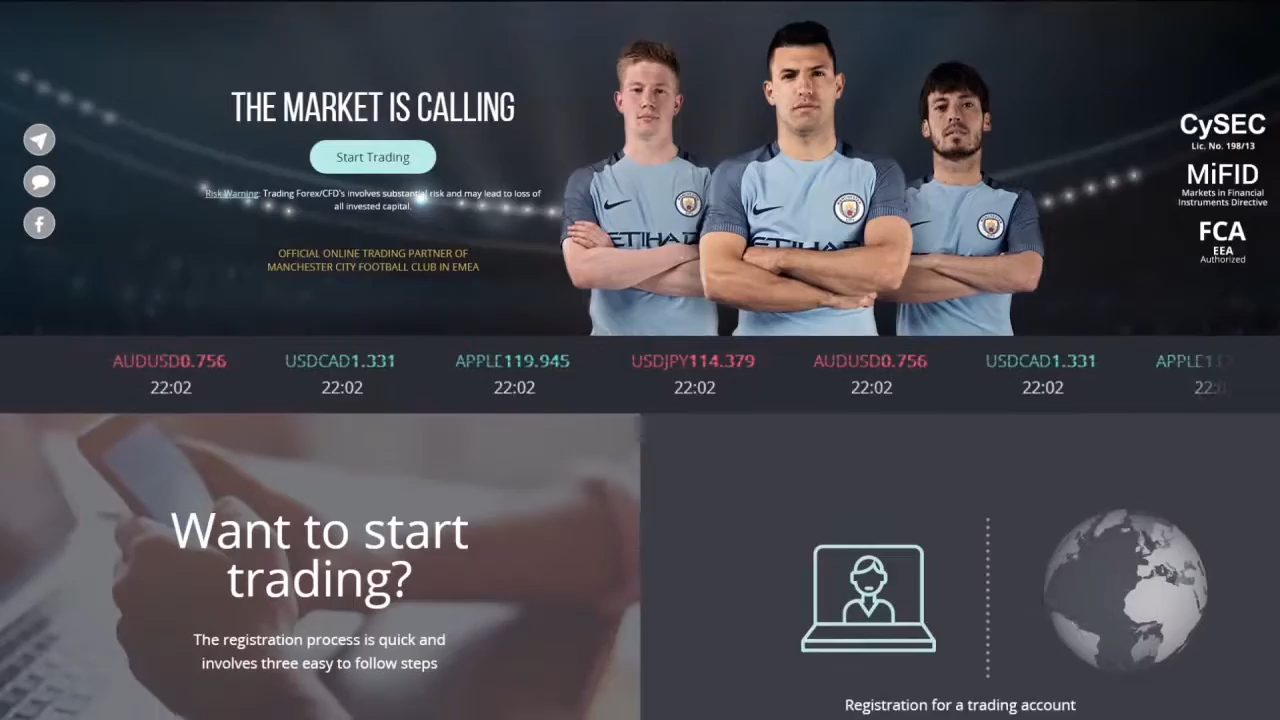 THE MARKET IS CALLING
Start Trading
Risk Warning: Trading Forex/CFD's involves substantial risk and may lead to loss of
all invested capital.
OFFICIAL ONLINE TRADING PARTNER OF
MANCHESTER CITY FOOTBALL CLUB IN EMEA
ETIHAD
ETIHAD
CySEC
Lic. No. 198/13
MiFID
Markets in Financial
Instruments Directive
FCA
EEA
Authorized
AUDUSD0.756 USDCAD1.331 APPLE119.945 USDJPY114.379 AUDUSD0.756 USDCAD1.331 APPLE
22:02 22:02 22:02 22:02 22:02 22:02
Want to start
trading?
The registration process is quick and
involves three easy to follow steps
Registration for a trading account